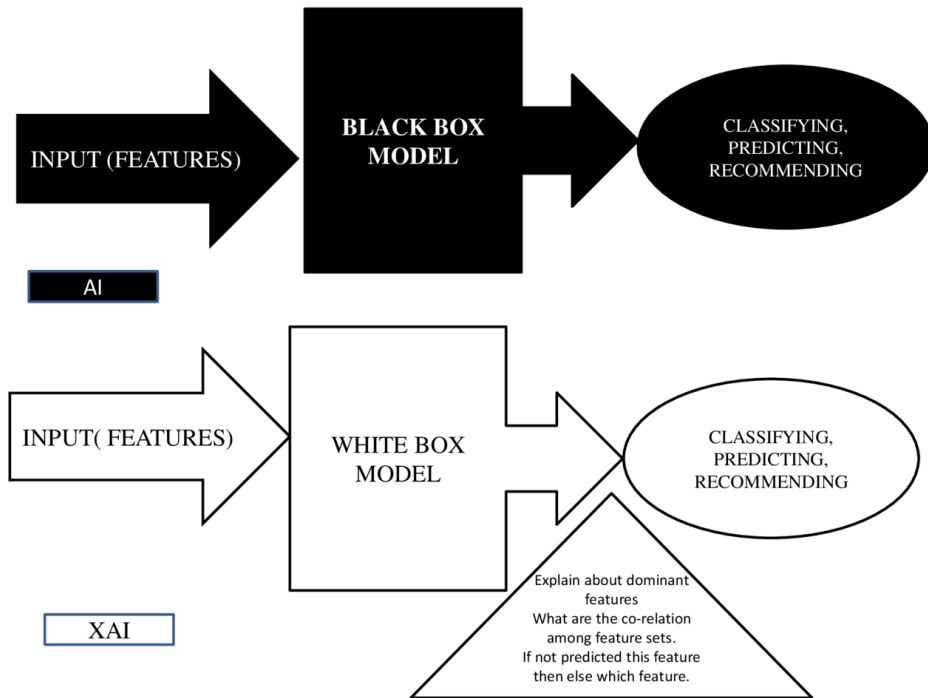 INPUT (FEATURES)
BLACK BOX
MODEL
CLASSIFYING,
PREDICTING,
RECOMMENDING
AI
INPUT( FEATURES)
WHITE BOX
MODEL
CLASSIFYING,
PREDICTING,
RECOMMENDING
Explain about dominant
features
What are the co-relation
among feature sets.
If not predicted this feature
then else which feature.
XAI